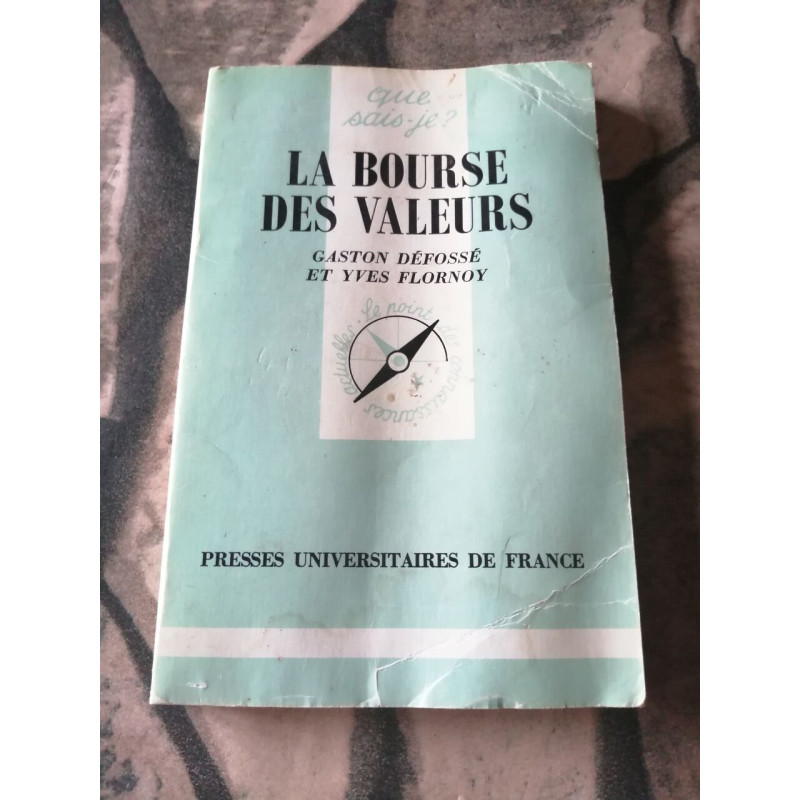 que
sais-je?
LA BOURSE
DES VALEURS
GASTON DÉFOSSÉ
ET YVES FLORNOY
Le point des connaissances actuelles
PRESSES UNIVERSITAIRES DE FRANCE